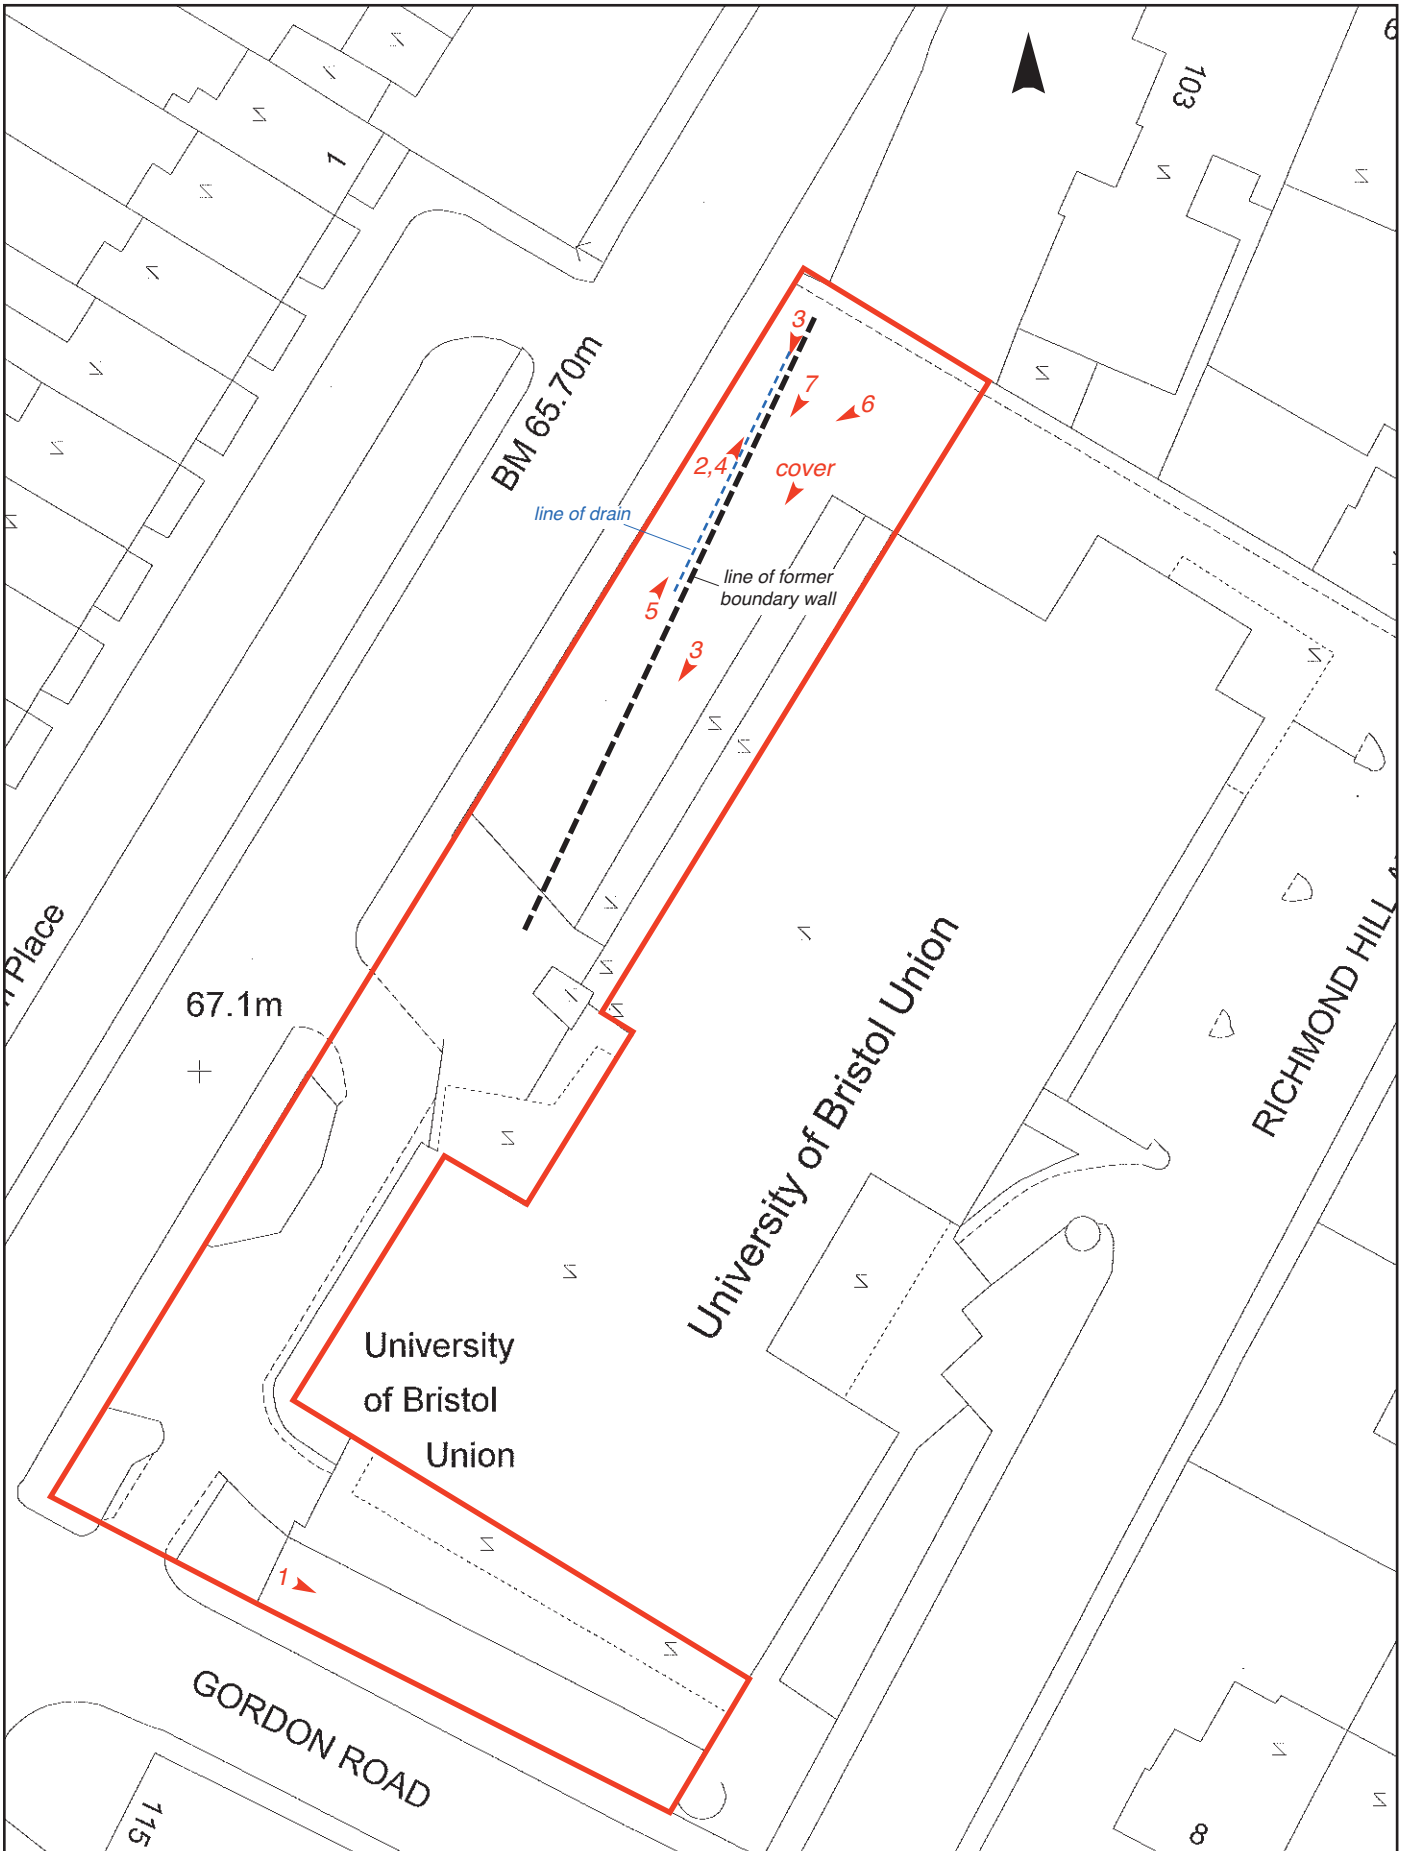 103
1
3
BM 65.70m
7
6
2,4
cover
line of drain
line of former
boundary wall
5
3
Place
67.1m
University of Bristol Union
RICHMOND HILL
University
of Bristol
Union
1
GORDON ROAD
115
8